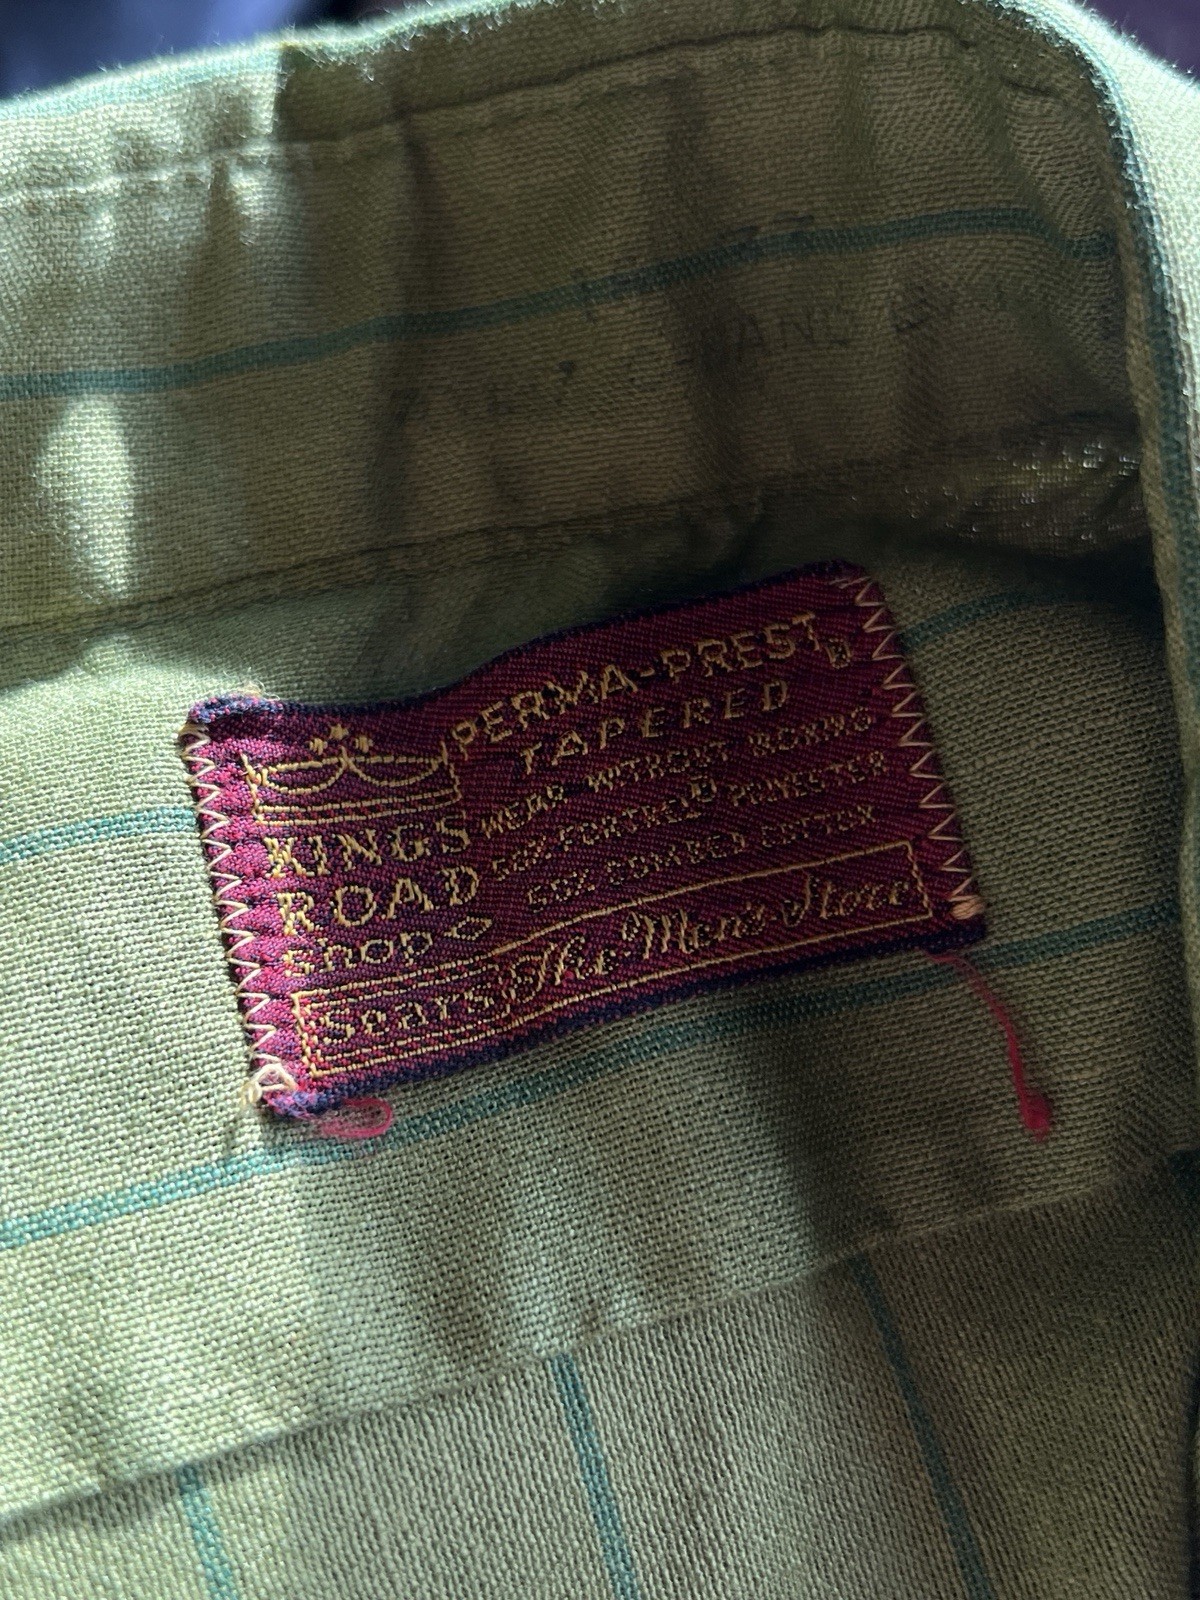 PERMA-PREST®
TAPERED
WEAR WITHOUT IRONING
50% FORTREL® POLYESTER
50% COMBED COTTON
KINGS
ROAD
shop
Sears The Men's Store